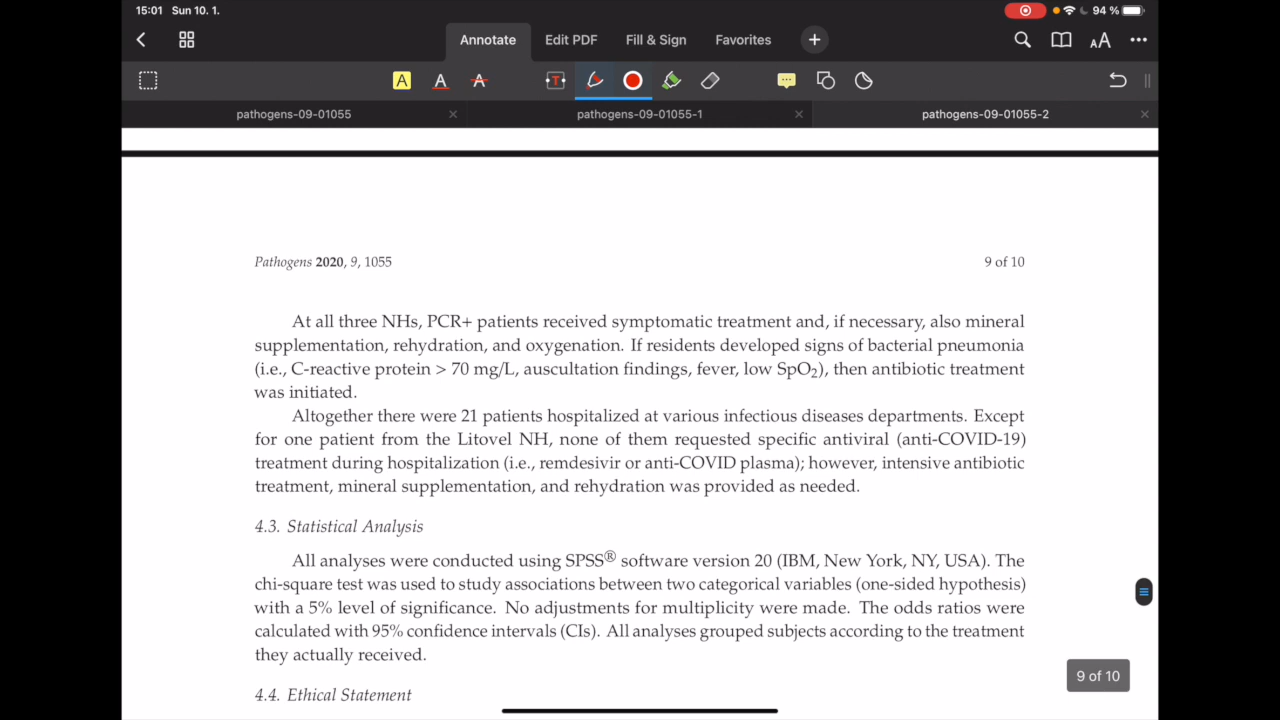 15:01 Sun 10. 1.
94 %
Annotate Edit PDF Fill & Sign Favorites
AA
A A A T
pathogens-09-01055 pathogens-09-01055-1 pathogens-09-01055-2
Pathogens 2020, 9, 1055 9 of 10
At all three NHs, PCR+ patients received symptomatic treatment and, if necessary, also mineral
supplementation, rehydration, and oxygenation. If residents developed signs of bacterial pneumonia
(i.e., C-reactive protein > 70 mg/L, auscultation findings, fever, low SpO₂), then antibiotic treatment
was initiated.
Altogether there were 21 patients hospitalized at various infectious diseases departments. Except
for one patient from the Litovel NH, none of them requested specific antiviral (anti-COVID-19)
treatment during hospitalization (i.e., remdesivir or anti-COVID plasma); however, intensive antibiotic
treatment, mineral supplementation, and rehydration was provided as needed.
4.3. Statistical Analysis
All analyses were conducted using SPSS® software version 20 (IBM, New York, NY, USA). The
chi-square test was used to study associations between two categorical variables (one-sided hypothesis)
with a 5% level of significance. No adjustments for multiplicity were made. The odds ratios were
calculated with 95% confidence intervals (CIs). All analyses grouped subjects according to the treatment
they actually received.
4.4. Ethical Statement
9 of 10